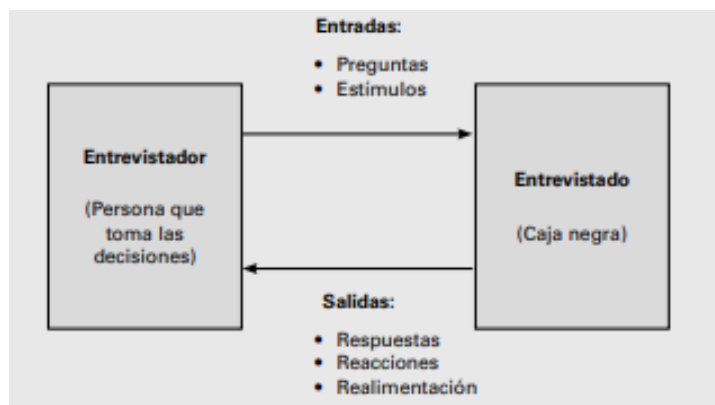 Entradas:
• Preguntas
• Estímulos
Entrevistador
(Persona que
toma las
decisiones)
Entrevistado
(Caja negra)
Salidas:
• Respuestas
• Reacciones
• Realimentación